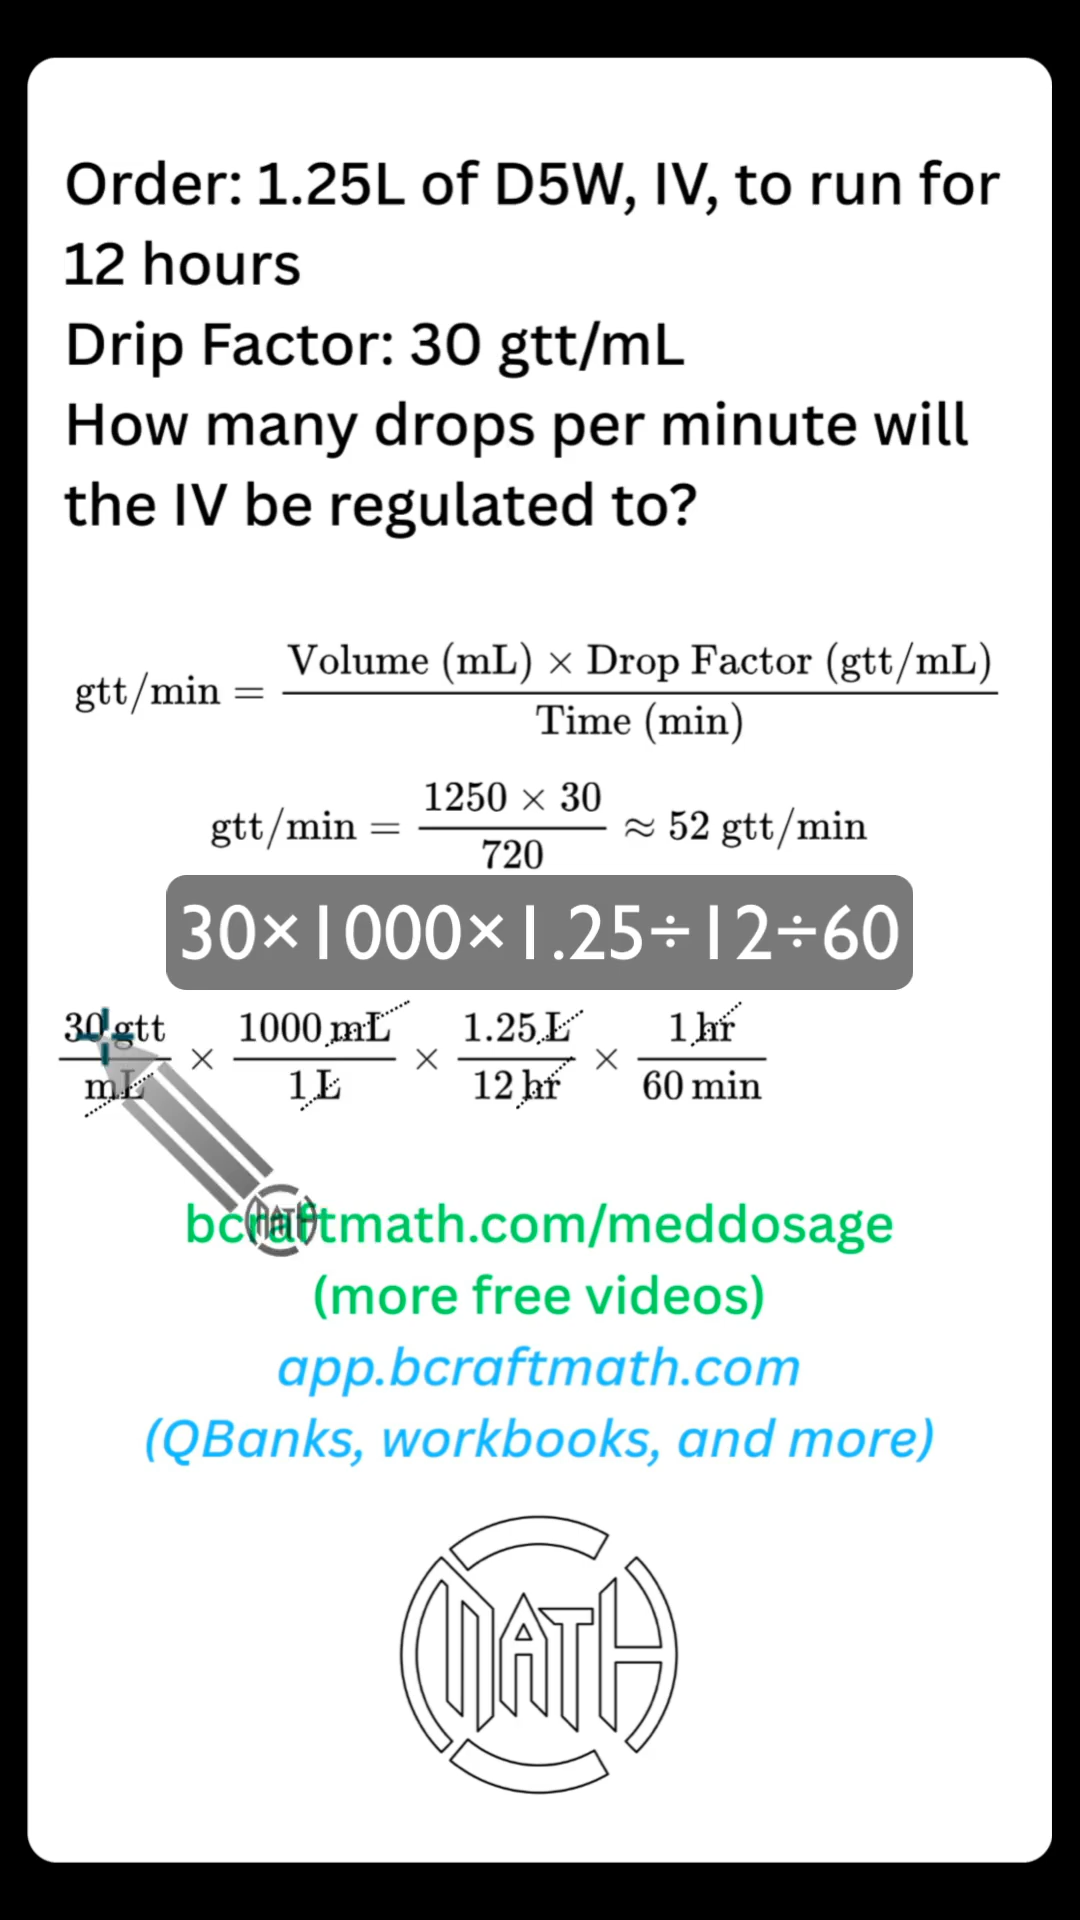 Order: 1.25L of D5W, IV, to run for
12 hours
Drip Factor: 30 gtt/mL
How many drops per minute will
the IV be regulated to?
gtt/min = Volume (mL) × Drop Factor (gtt/mL) / Time (min)
gtt/min = 1250 × 30 / 720 ≈ 52 gtt/min
30×1000×1.25÷12÷60
30 gtt / mL × 1000 mL / 1 L × 1.25 L / 12 hr × 1 hr / 60 min
bcraftmath.com/meddosage
(more free videos)
app.bcraftmath.com
(QBanks, workbooks, and more)
MATH
MATH